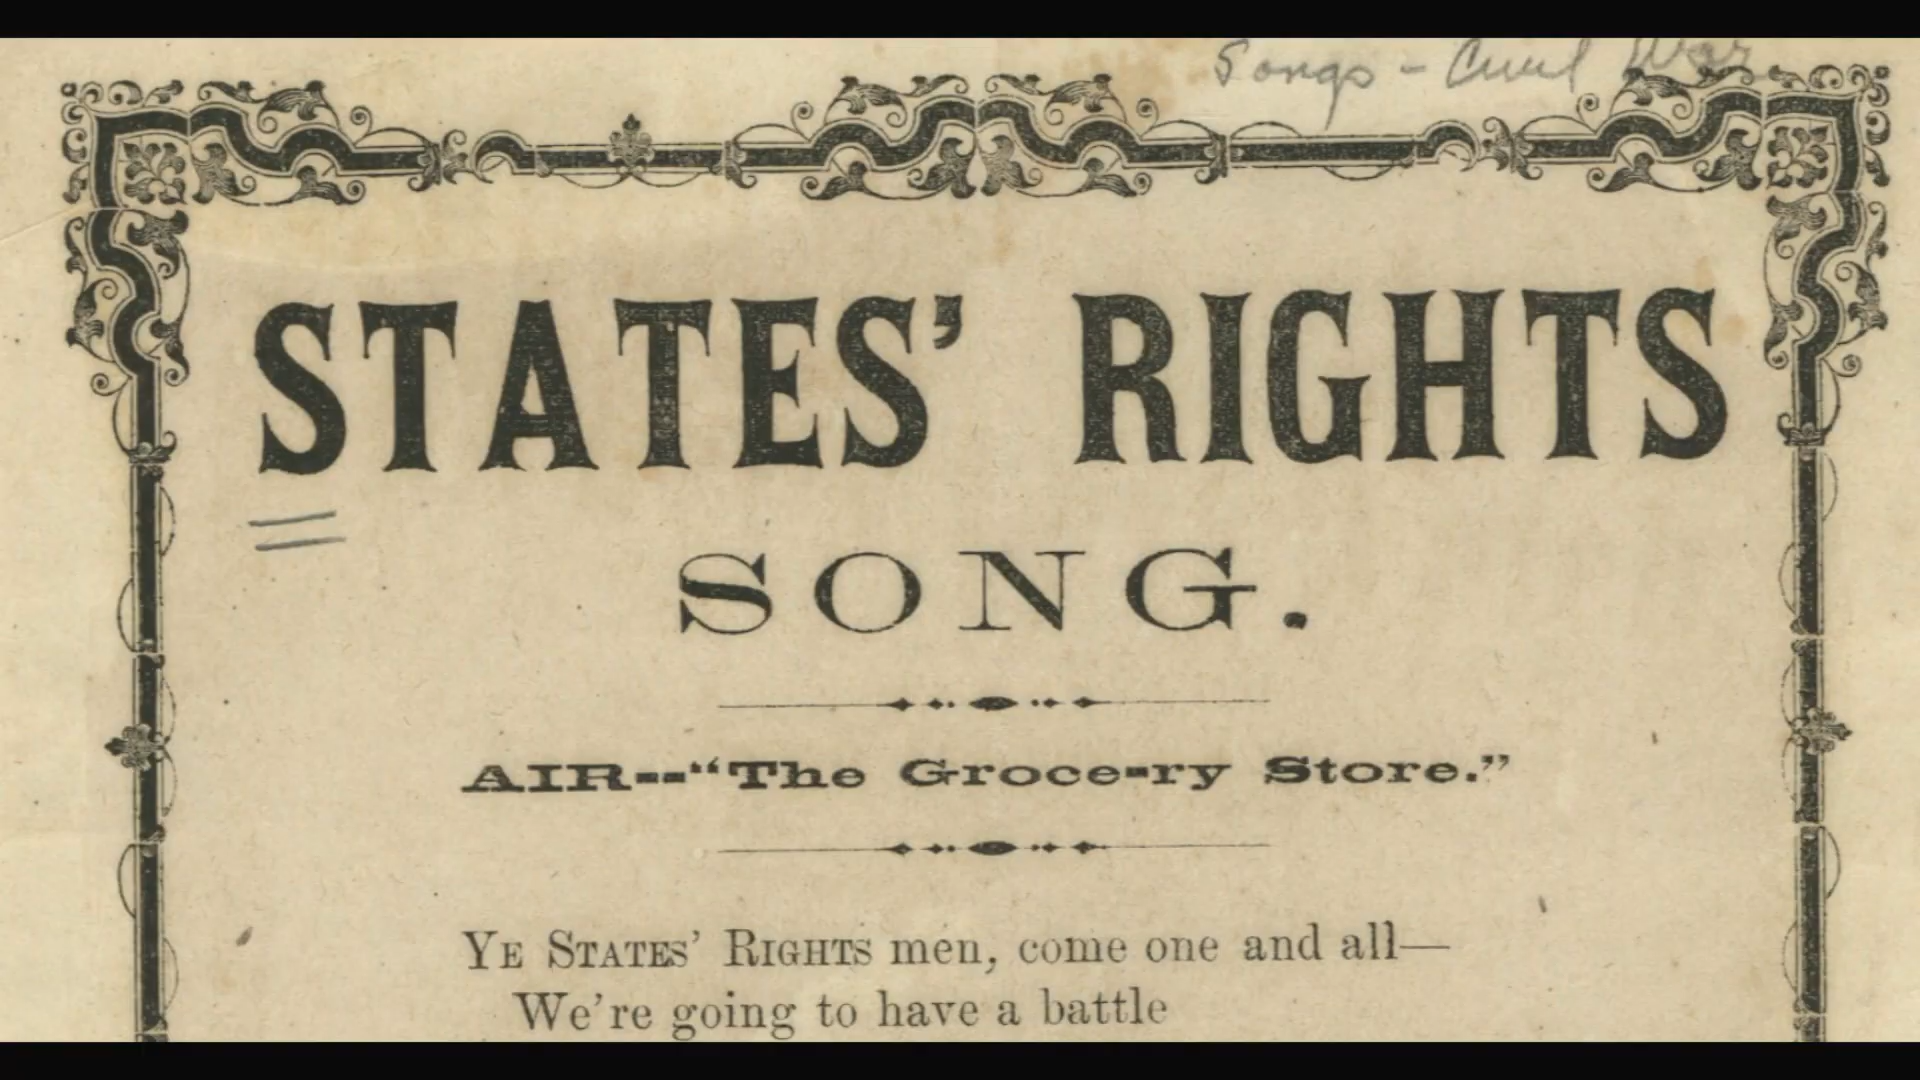 Songs - Civil War
STATES' RIGHTS
SONG.
AIR--“The Groce-ry Store.”
YE STATES' RIGHTS men, come one and all—
We're going to have a battle